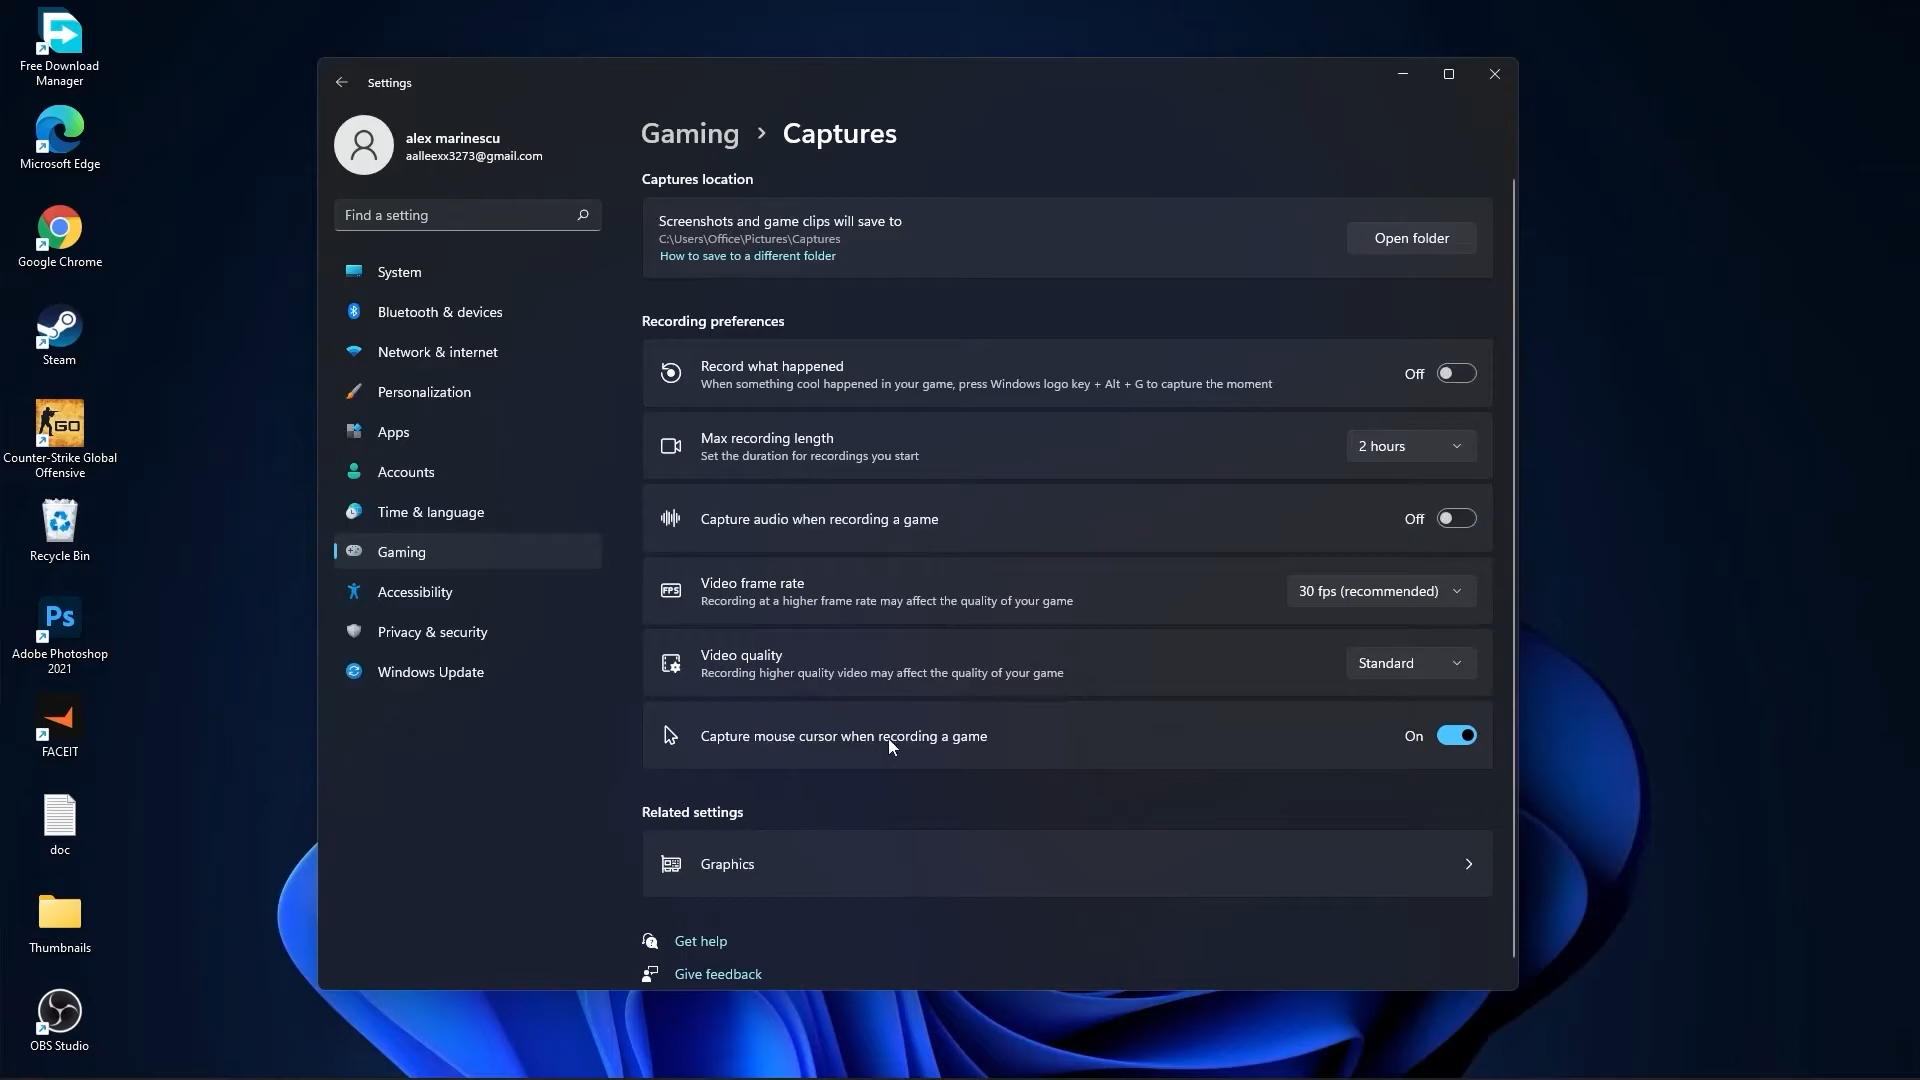 Free Download
Manager
Microsoft Edge
Google Chrome
Steam
GO
Counter-Strike Global
Offensive
Recycle Bin
Ps
Adobe Photoshop
2021
FACEIT
doc
Thumbnails
OBS Studio
Settings
alex marinescu
aalleexx3273@gmail.com
Find a setting
System
Bluetooth & devices
Network & internet
Personalization
Apps
Accounts
Time & language
Gaming
Accessibility
Privacy & security
Windows Update
Gaming > Captures
Captures location
Screenshots and game clips will save to
C:\Users\Office\Pictures\Captures
How to save to a different folder
Open folder
Recording preferences
Record what happened
When something cool happened in your game, press Windows logo key + Alt + G to capture the moment
Off
Max recording length
Set the duration for recordings you start
2 hours
Capture audio when recording a game
Off
FPS
Video frame rate
Recording at a higher frame rate may affect the quality of your game
30 fps (recommended)
Video quality
Recording higher quality video may affect the quality of your game
Standard
Capture mouse cursor when recording a game
On
Related settings
Graphics
Get help
Give feedback